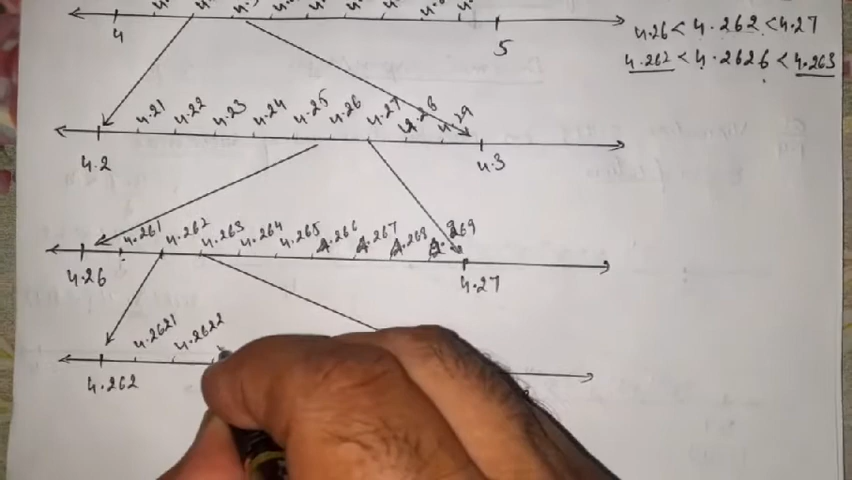 4 5
4.26 < 4.262 < 4.27
4.262 < 4.2626 < 4.263
4.21 4.22 4.23 4.24 4.25 4.26 4.27 4.28 4.29
4.2 4.3
4.261 4.262 4.263 4.264 4.265 4.266 4.267 4.268 4.269
4.26 4.27
4.2621 4.2622
4.262